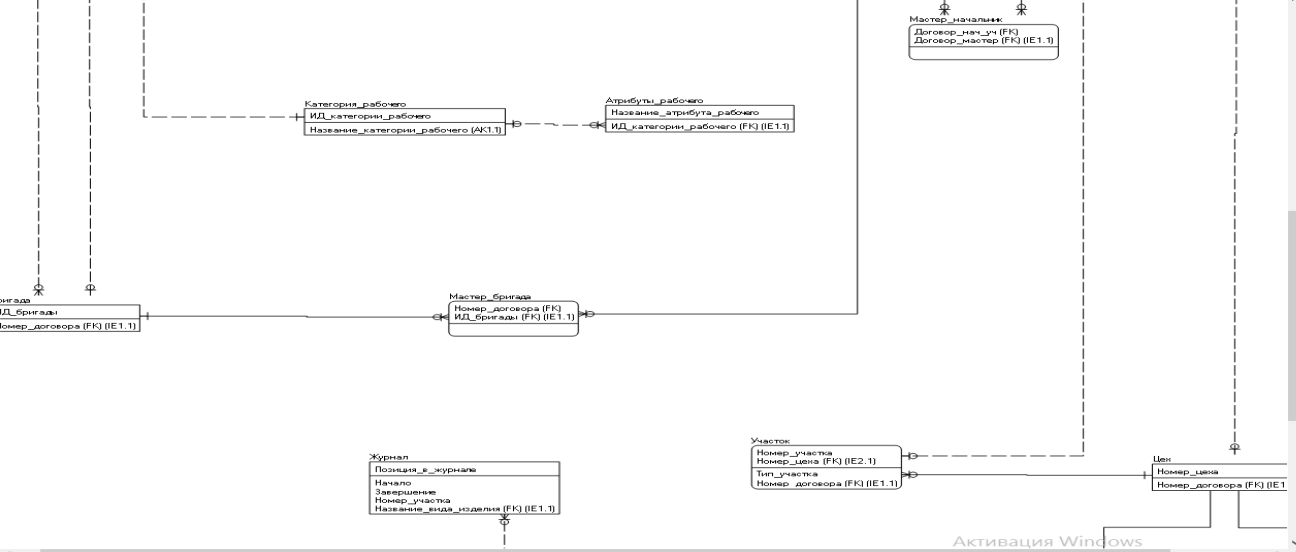 Мастер_начальник
Договор_нач_уч (FK)
Договор_мастер (FK) (IE1.1)
Категория_рабочего
ИД_категории_рабочего
Название_категории_рабочего (AK1.1)
Атрибуты_рабочего
Название_атрибута_рабочего
ИД_категории_рабочего (FK) (IE1.1)
ригада
ИД_бригады
Номер_договора (FK) (IE1.1)
Мастер_бригада
Номер_договора (FK)
ИД_бригады (FK) (IE1.1)
Журнал
Позиция_в_журнале
Начало
Завершение
Номер_участка
Название_вида_изделия (FK) (IE1.1)
Участок
Номер_участка
Номер_цеха (FK) (IE2.1)
Тип_участка
Номер_договора (FK) (IE1.1)
Цех
Номер_цеха
Номер_договора (FK) (IE1
Активация Windows